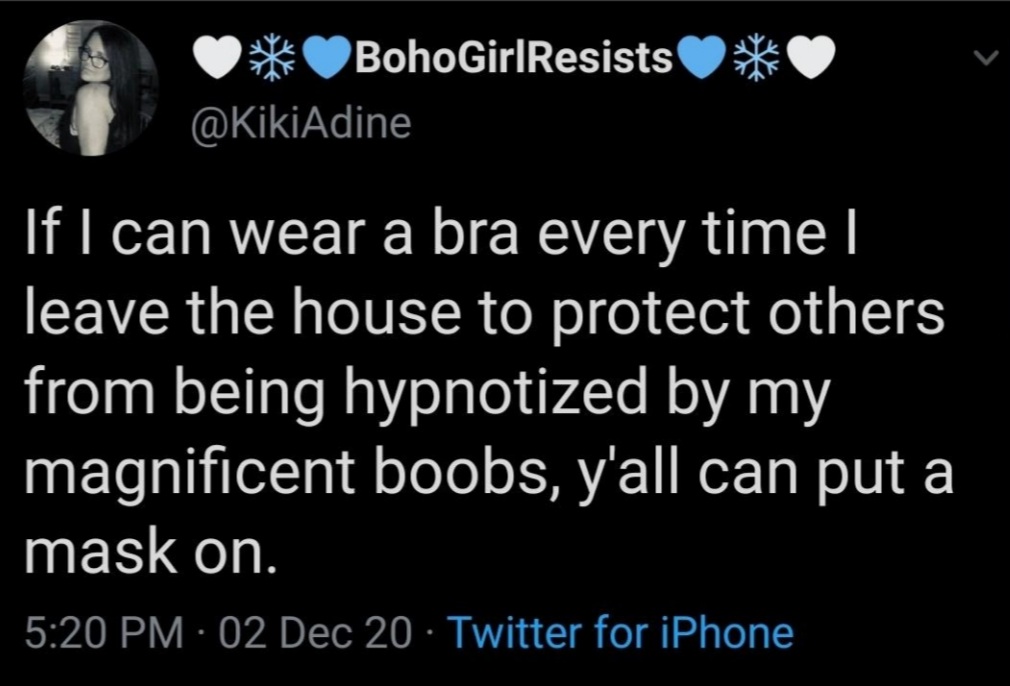 🤍❄️💙BohoGirlResists💙❄️🤍
@KikiAdine
If I can wear a bra every time I
leave the house to protect others
from being hypnotized by my
magnificent boobs, y'all can put a
mask on.
5:20 PM · 02 Dec 20 · Twitter for iPhone